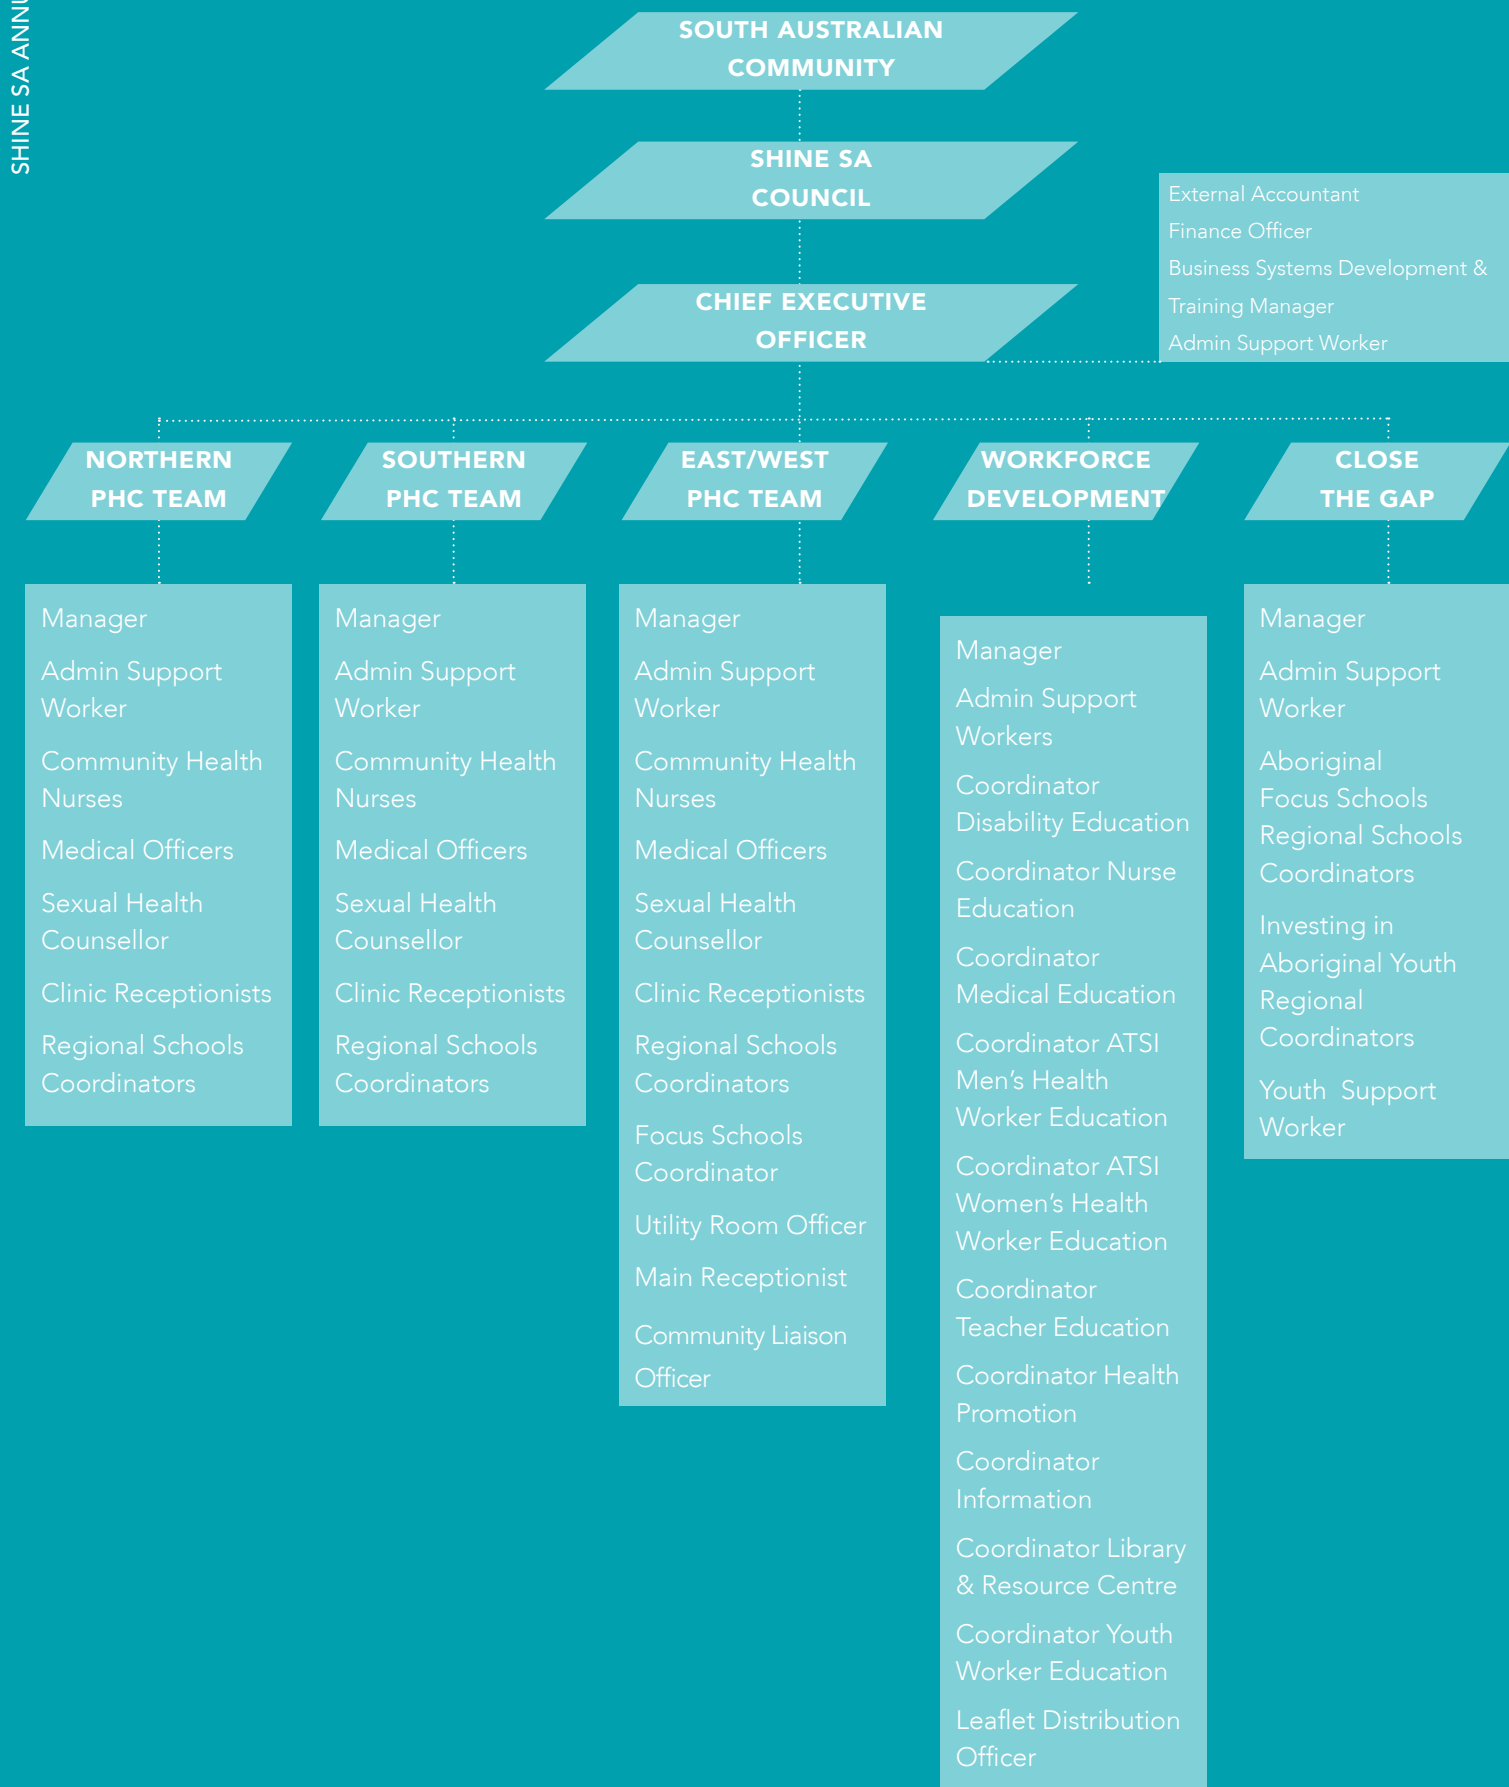 SHINE SA
SOUTH AUSTRALIAN
COMMUNITY
SHINE SA
COUNCIL
External Accountant
Finance Officer
Business Systems Development &
Training Manager
Admin Support Worker
CHIEF EXECUTIVE
OFFICER
NORTHERN
PHC TEAM
SOUTHERN
PHC TEAM
EAST/WEST
PHC TEAM
WORKFORCE
DEVELOPMENT
CLOSE
THE GAP
Manager
Admin Support
Worker
Community Health
Nurses
Medical Officers
Sexual Health
Counsellor
Clinic Receptionists
Regional Schools
Coordinators
Manager
Admin Support
Worker
Community Health
Nurses
Medical Officers
Sexual Health
Counsellor
Clinic Receptionists
Regional Schools
Coordinators
Manager
Admin Support
Worker
Community Health
Nurses
Medical Officers
Sexual Health
Counsellor
Clinic Receptionists
Regional Schools
Coordinators
Focus Schools
Coordinator
Utility Room Officer
Main Receptionist
Community Liaison
Officer
Manager
Admin Support
Workers
Coordinator
Disability Education
Coordinator Nurse
Education
Coordinator
Medical Education
Coordinator ATSI
Men’s Health
Worker Education
Coordinator ATSI
Women’s Health
Worker Education
Coordinator
Teacher Education
Coordinator Health
Promotion
Coordinator
Information
Coordinator Library
& Resource Centre
Coordinator Youth
Worker Education
Leaflet Distribution
Officer
Manager
Admin Support
Worker
Aboriginal
Focus Schools
Regional Schools
Coordinators
Investing in
Aboriginal Youth
Regional
Coordinators
Youth  Support
Worker